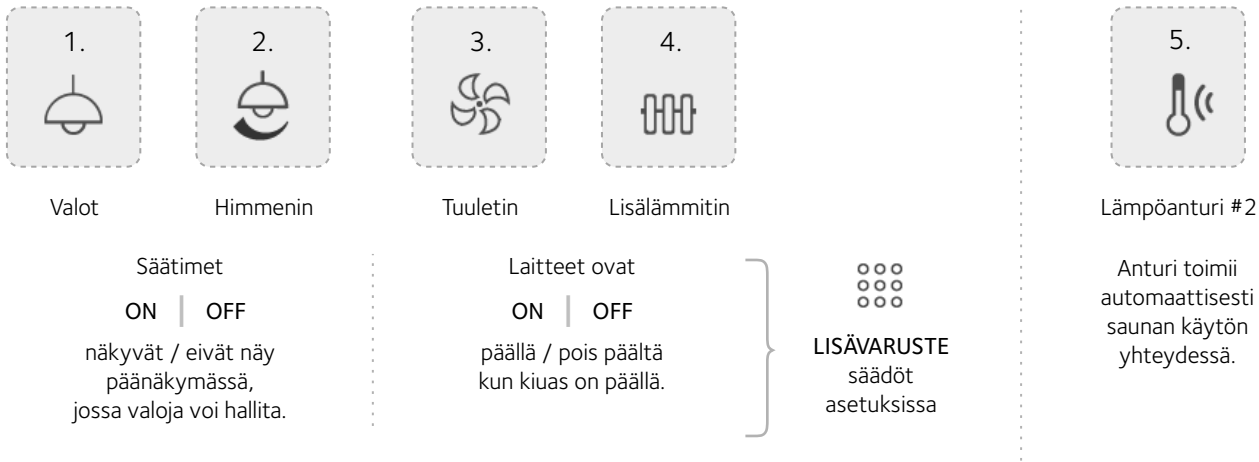 1.
2.
3.
4.
5.
Valot
Himmenin
Tuuletin
Lisälämmitin
Lämpöanturi #2
Säätimet
ON | OFF
näkyvät / eivät näy
päänäkymässä,
jossa valoja voi hallita.
Laitteet ovat
ON | OFF
päällä / pois päältä
kun kiuas on päällä.
LISÄVARUSTE
säädöt
asetuksissa
Anturi toimii
automaattisesti
saunan käytön
yhteydessä.